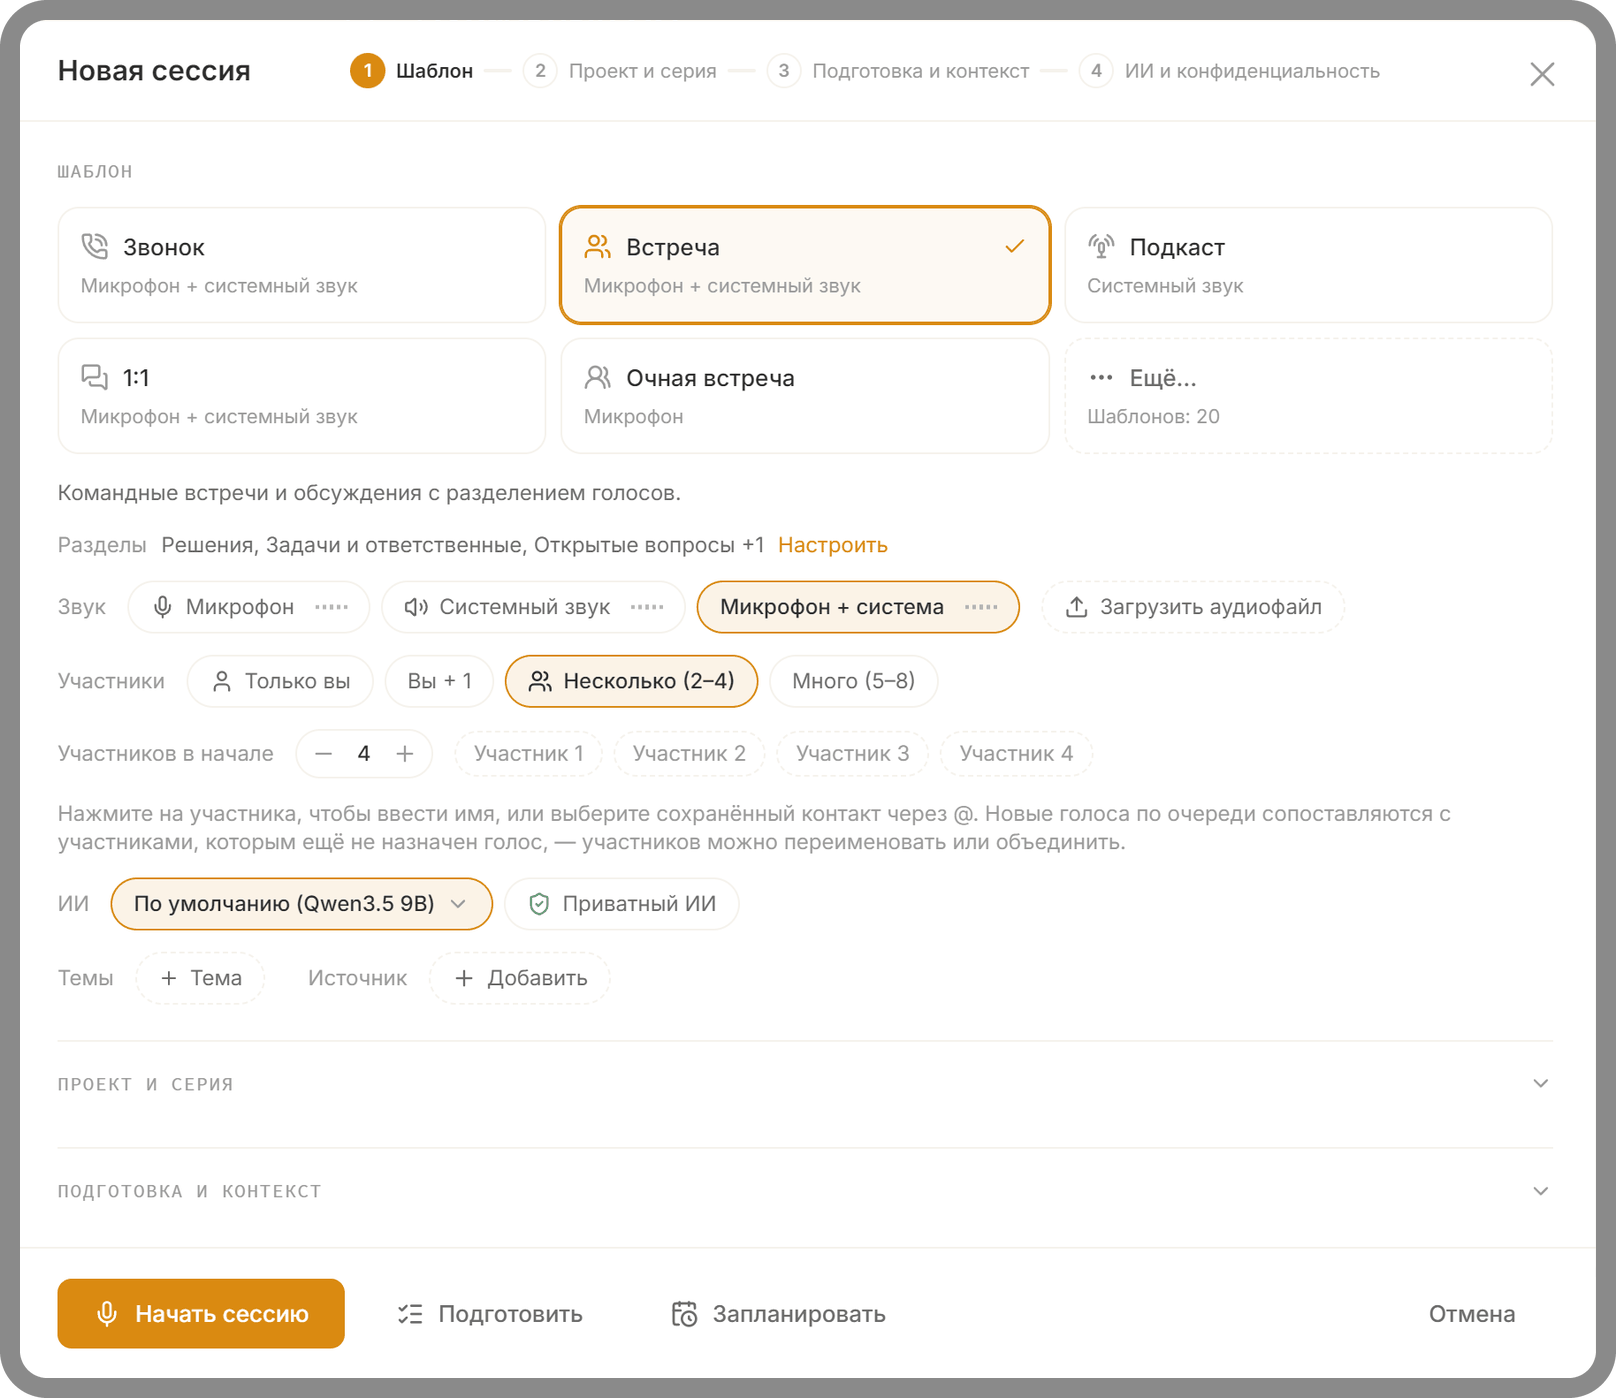 Новая сессия
1 Шаблон
2 Проект и серия
3 Подготовка и контекст
4 ИИ и конфиденциальность
ШАБЛОН
Звонок
Микрофон + системный звук
Встреча
Микрофон + системный звук
Подкаст
Системный звук
1:1
Микрофон + системный звук
Очная встреча
Микрофон
Ещё...
Шаблонов: 20
Командные встречи и обсуждения с разделением голосов.
Разделы Решения, Задачи и ответственные, Открытые вопросы +1 Настроить
Звук Микрофон Системный звук Микрофон + система Загрузить аудиофайл
Участники Только вы Вы + 1 Несколько (2–4) Много (5–8)
Участников в начале — 4 + Участник 1 Участник 2 Участник 3 Участник 4
Нажмите на участника, чтобы ввести имя, или выберите сохранённый контакт через @. Новые голоса по очереди сопоставляются с
участниками, которым ещё не назначен голос, — участников можно переименовать или объединить.
ИИ По умолчанию (Qwen3.5 9B) Приватный ИИ
Темы + Тема Источник + Добавить
ПРОЕКТ И СЕРИЯ
ПОДГОТОВКА И КОНТЕКСТ
Начать сессию Подготовить Запланировать Отмена